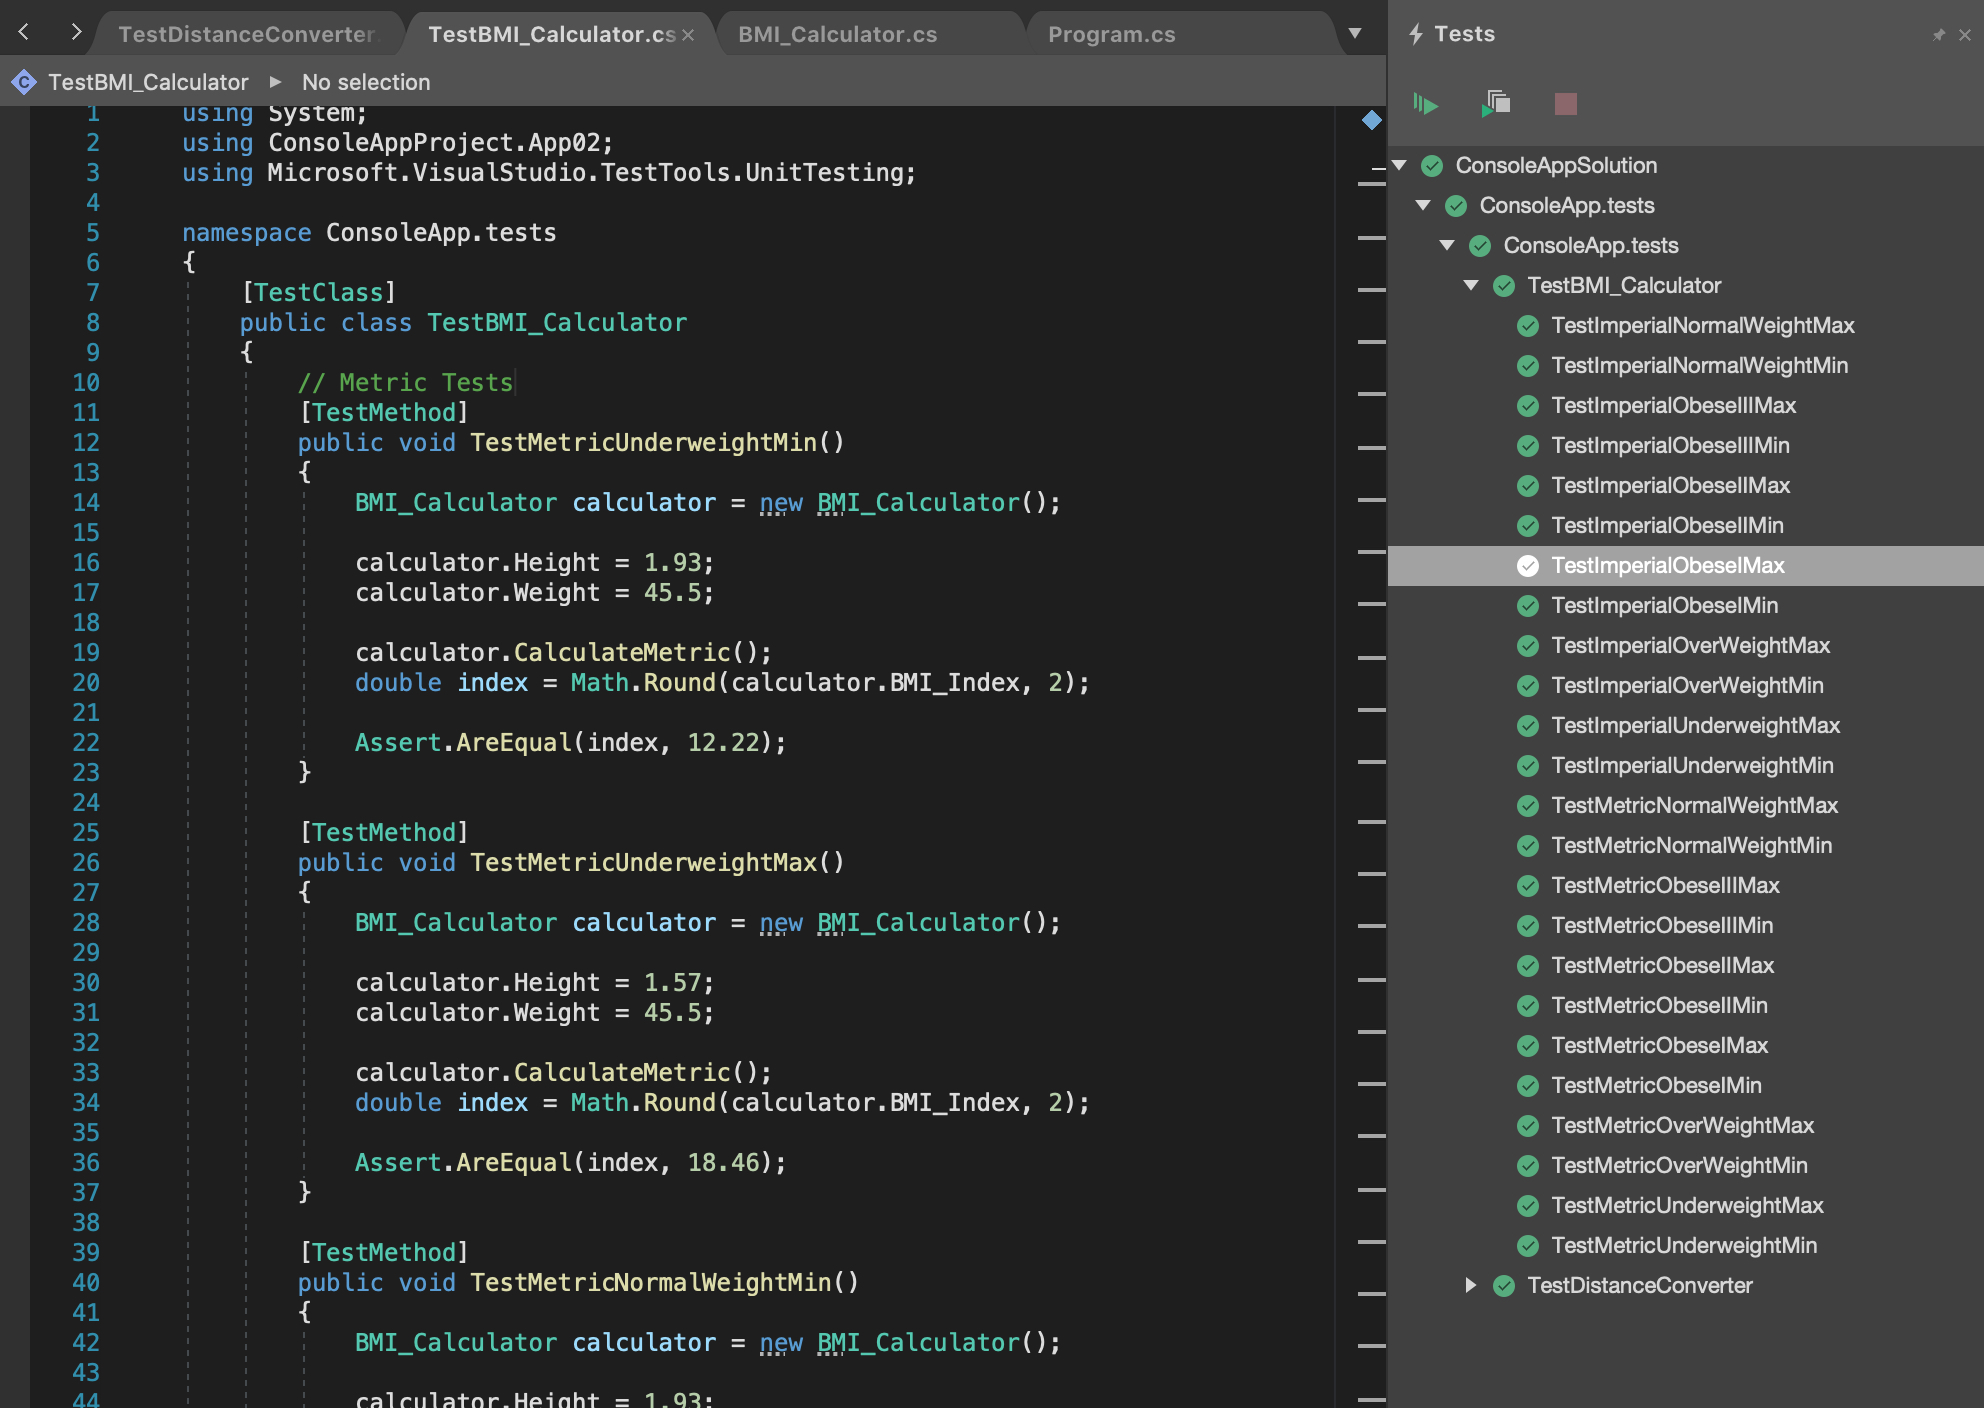 TestDistanceConverter.
TestBMI_Calculator.cs
BMI_Calculator.cs
Program.cs
TestBMI_Calculator
No selection
1 using System;
2 using ConsoleAppProject.App02;
3 using Microsoft.VisualStudio.TestTools.UnitTesting;
4
5 namespace ConsoleApp.tests
6 {
7 [TestClass]
8 public class TestBMI_Calculator
9 {
10 // Metric Tests
11 [TestMethod]
12 public void TestMetricUnderweightMin()
13 {
14 BMI_Calculator calculator = new BMI_Calculator();
15
16 calculator.Height = 1.93;
17 calculator.Weight = 45.5;
18
19 calculator.CalculateMetric();
20 double index = Math.Round(calculator.BMI_Index, 2);
21
22 Assert.AreEqual(index, 12.22);
23 }
24
25 [TestMethod]
26 public void TestMetricUnderweightMax()
27 {
28 BMI_Calculator calculator = new BMI_Calculator();
29
30 calculator.Height = 1.57;
31 calculator.Weight = 45.5;
32
33 calculator.CalculateMetric();
34 double index = Math.Round(calculator.BMI_Index, 2);
35
36 Assert.AreEqual(index, 18.46);
37 }
38
39 [TestMethod]
40 public void TestMetricNormalWeightMin()
41 {
42 BMI_Calculator calculator = new BMI_Calculator();
43
44 calculator.Height = 1.93;
Tests
ConsoleAppSolution
ConsoleApp.tests
ConsoleApp.tests
TestBMI_Calculator
TestImperialNormalWeightMax
TestImperialNormalWeightMin
TestImperialObeseIIIMax
TestImperialObeseIIIMin
TestImperialObeseIIMax
TestImperialObeseIIMin
TestImperialObeseIMax
TestImperialObeseIMin
TestImperialOverWeightMax
TestImperialOverWeightMin
TestImperialUnderweightMax
TestImperialUnderweightMin
TestMetricNormalWeightMax
TestMetricNormalWeightMin
TestMetricObeseIIIMax
TestMetricObeseIIIMin
TestMetricObeseIIMax
TestMetricObeseIIMin
TestMetricObeseIMax
TestMetricObeseIMin
TestMetricOverWeightMax
TestMetricOverWeightMin
TestMetricUnderweightMax
TestMetricUnderweightMin
TestDistanceConverter